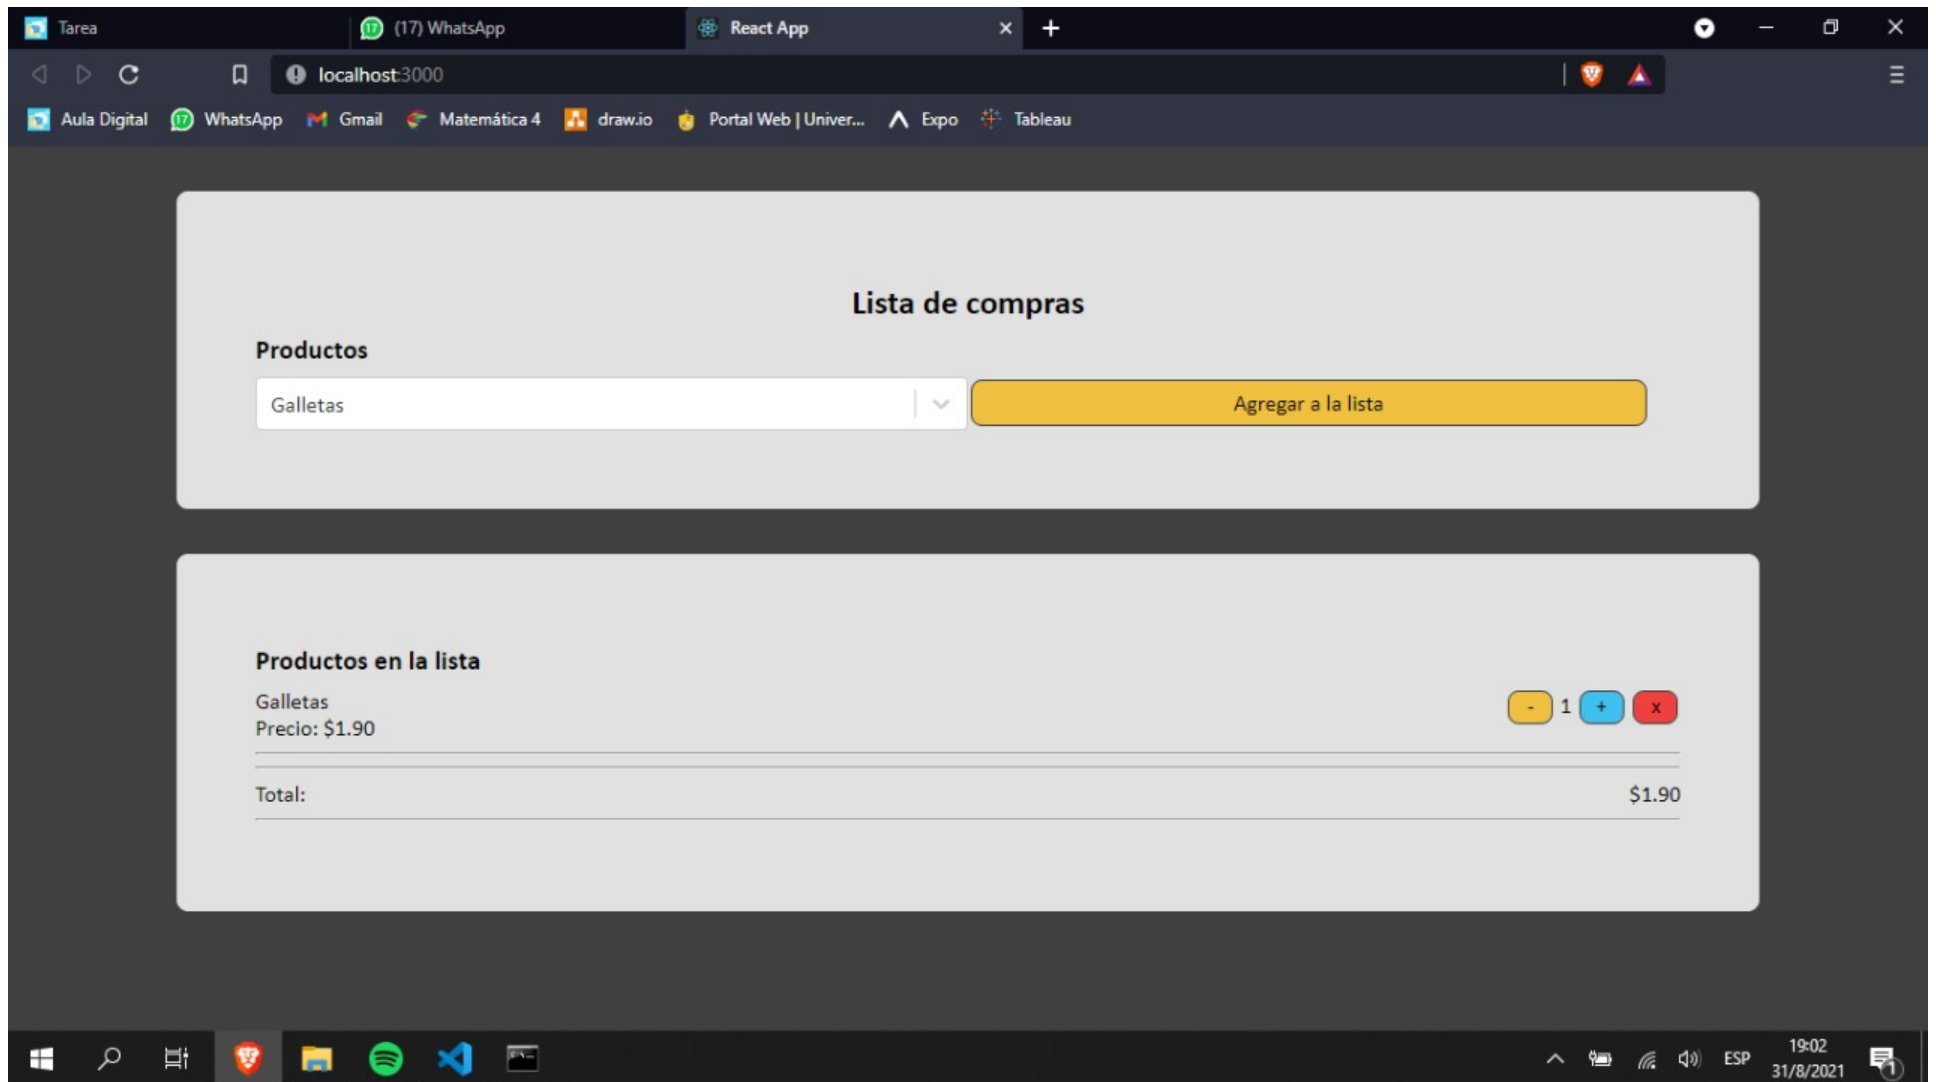 Tarea
(17) WhatsApp
React App
localhost:3000
Aula Digital WhatsApp Gmail Matemática 4 draw.io Portal Web | Univer... Expo Tableau
Lista de compras
Productos
Galletas
Agregar a la lista
Productos en la lista
Galletas
Precio: $1.90
- 1 + x
Total: $1.90
ESP
19:02
31/8/2021
1